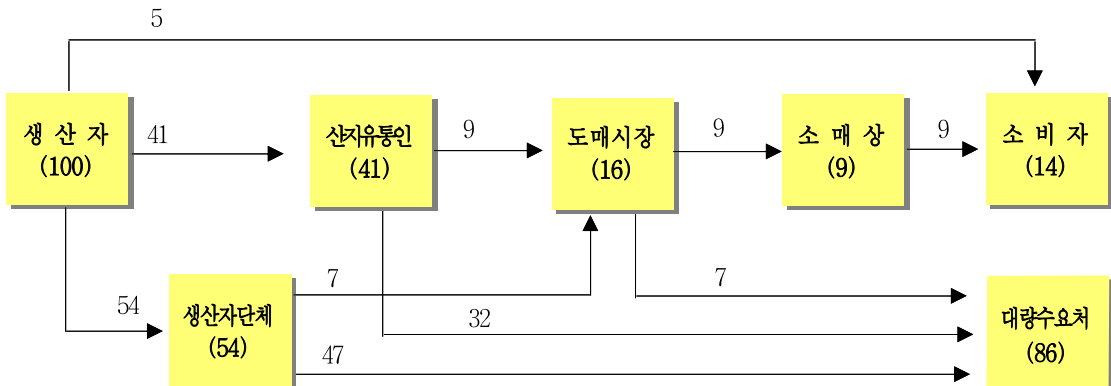 5
생 산 자
(100)
41
산지유통인
(41)
9
도매시장
(16)
9
소 매 상
(9)
9
소 비 자
(14)
54
생산자단체
(54)
7
32
47
7
대량수요처
(86)